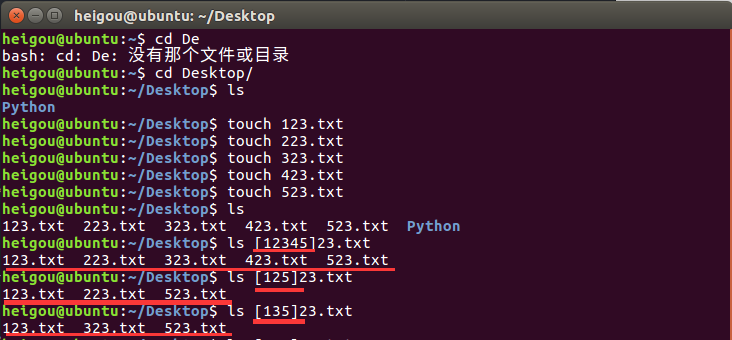 heigou@ubuntu: ~/Desktop
heigou@ubuntu:~$ cd De
bash: cd: De: 没有那个文件或目录
heigou@ubuntu:~$ cd Desktop/
heigou@ubuntu:~/Desktop$ ls
Python
heigou@ubuntu:~/Desktop$ touch 123.txt
heigou@ubuntu:~/Desktop$ touch 223.txt
heigou@ubuntu:~/Desktop$ touch 323.txt
heigou@ubuntu:~/Desktop$ touch 423.txt
heigou@ubuntu:~/Desktop$ touch 523.txt
heigou@ubuntu:~/Desktop$ ls
123.txt 223.txt 323.txt 423.txt 523.txt Python
heigou@ubuntu:~/Desktop$ ls [12345]23.txt
123.txt 223.txt 323.txt 423.txt 523.txt
heigou@ubuntu:~/Desktop$ ls [125]23.txt
123.txt 223.txt 523.txt
heigou@ubuntu:~/Desktop$ ls [135]23.txt
123.txt 323.txt 523.txt